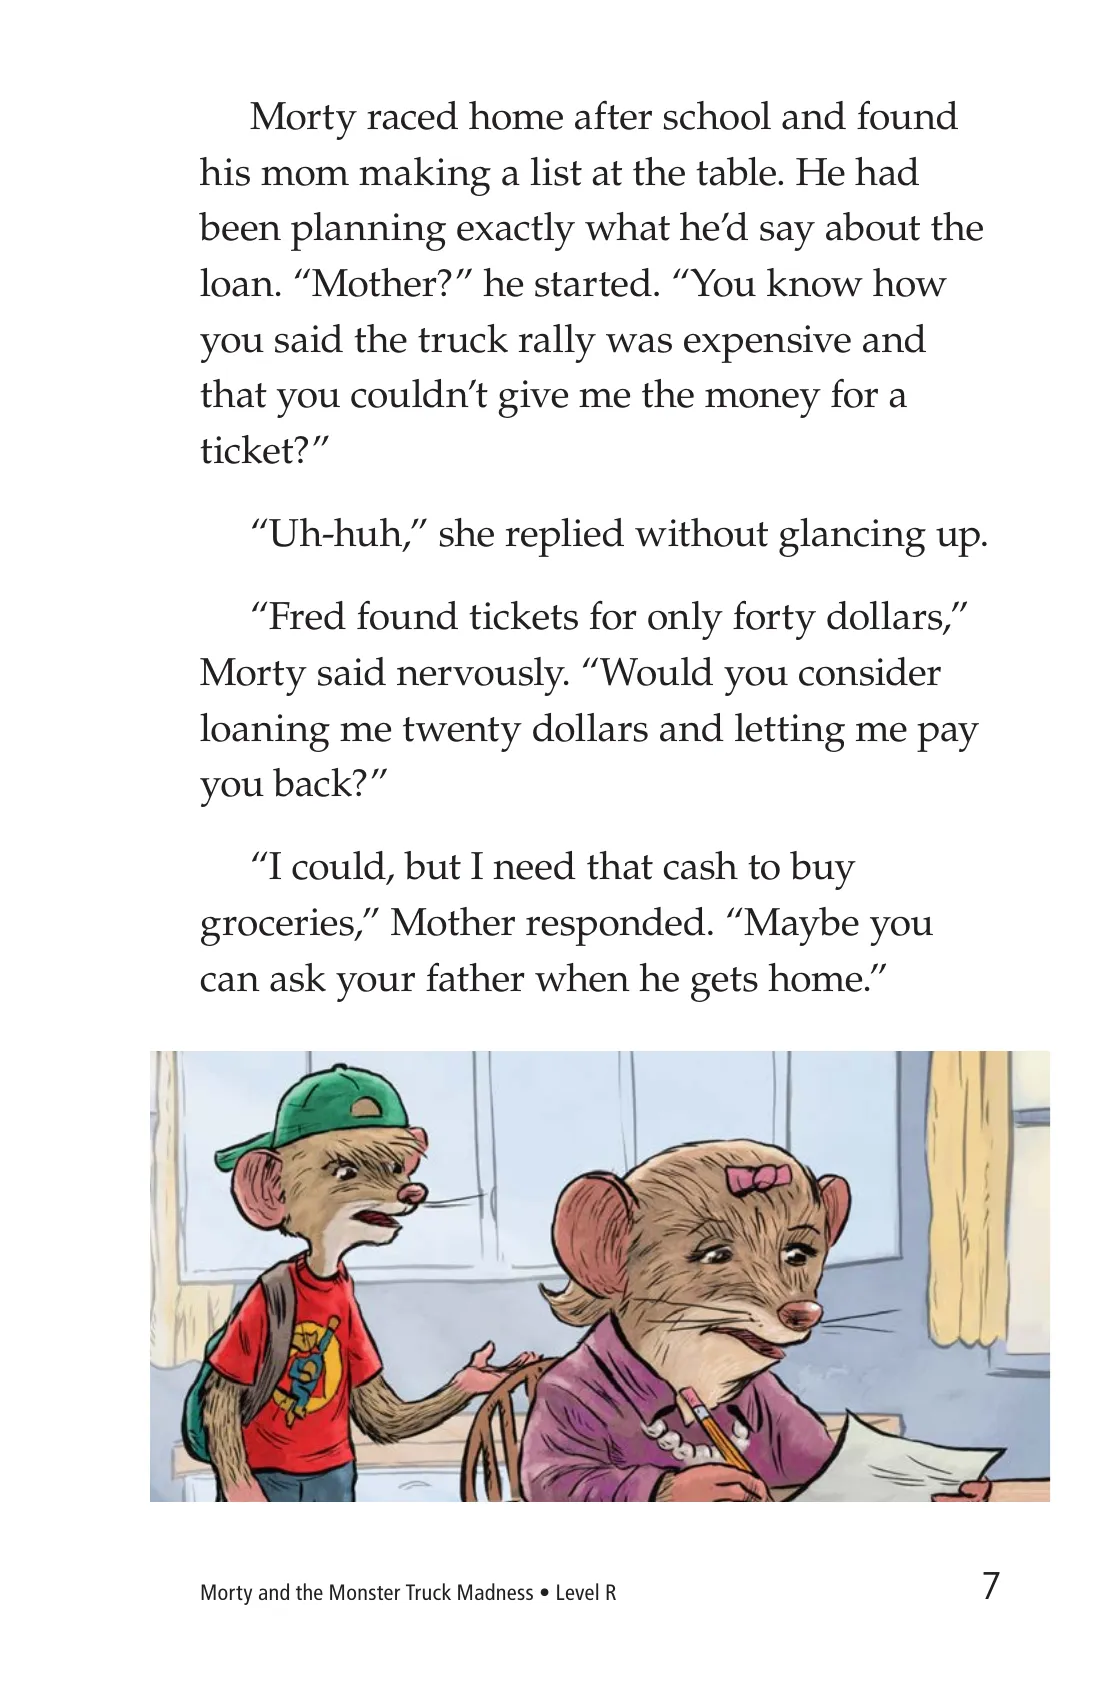 Morty raced home after school and found
his mom making a list at the table. He had
been planning exactly what he’d say about the
loan. “Mother?” he started. “You know how
you said the truck rally was expensive and
that you couldn’t give me the money for a
ticket?”
“Uh-huh,” she replied without glancing up.
“Fred found tickets for only forty dollars,”
Morty said nervously. “Would you consider
loaning me twenty dollars and letting me pay
you back?”
“I could, but I need that cash to buy
groceries,” Mother responded. “Maybe you
can ask your father when he gets home.”
Morty and the Monster Truck Madness • Level R
7